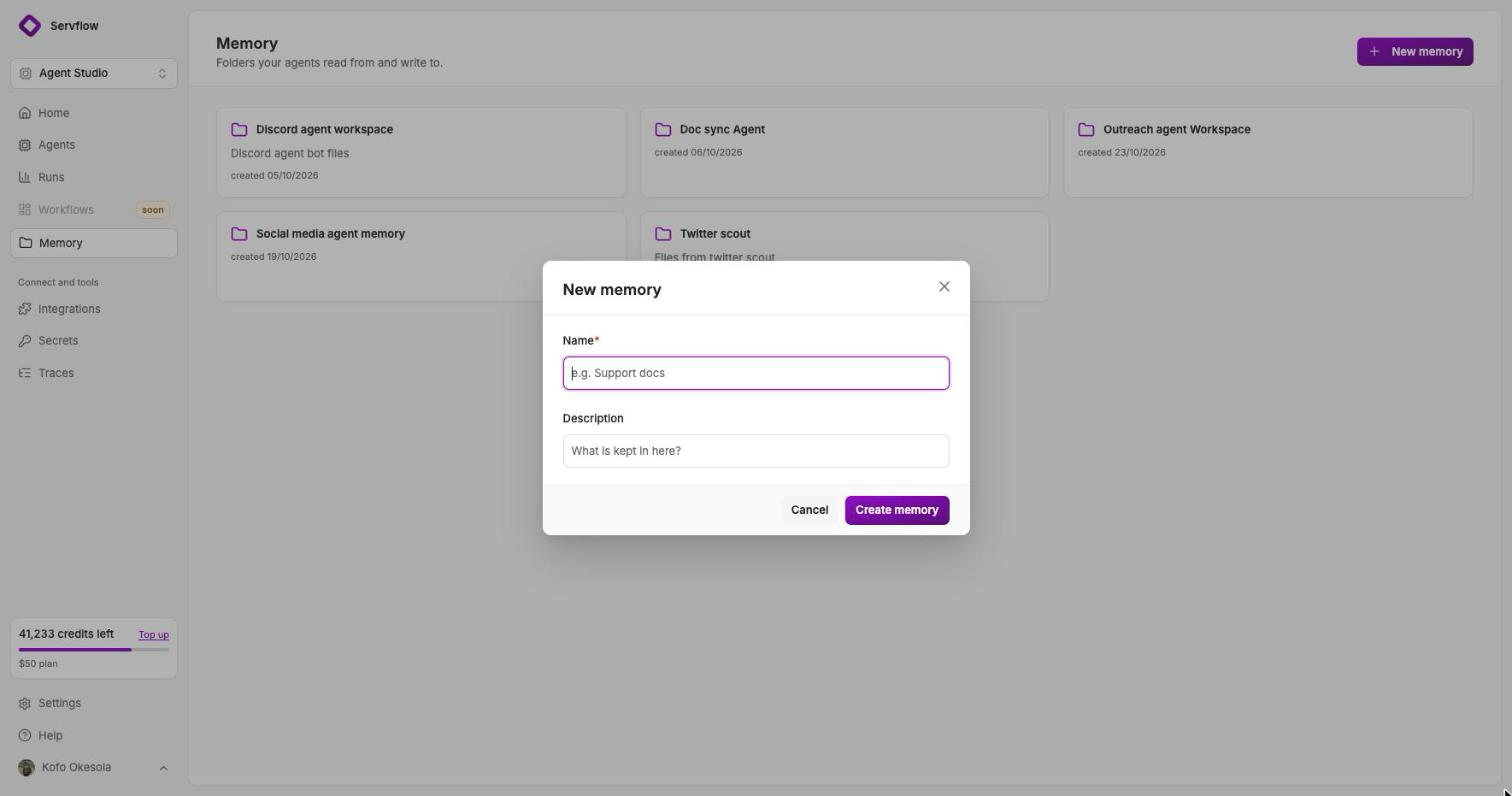 Servflow
Agent Studio
Home
Agents
Runs
Workflows soon
Memory
Connect and tools
Integrations
Secrets
Traces
41,233 credits left Top up
$50 plan
Settings
Help
Kofo Okesola
Memory
Folders your agents read from and write to.
+ New memory
Discord agent workspace
Discord agent bot files
created 05/10/2026
Doc sync Agent
created 06/10/2026
Outreach agent Workspace
created 23/10/2026
Social media agent memory
created 19/10/2026
Twitter scout
Files from twitter scout
New memory
Name*
e.g. Support docs
Description
What is kept in here?
Cancel
Create memory